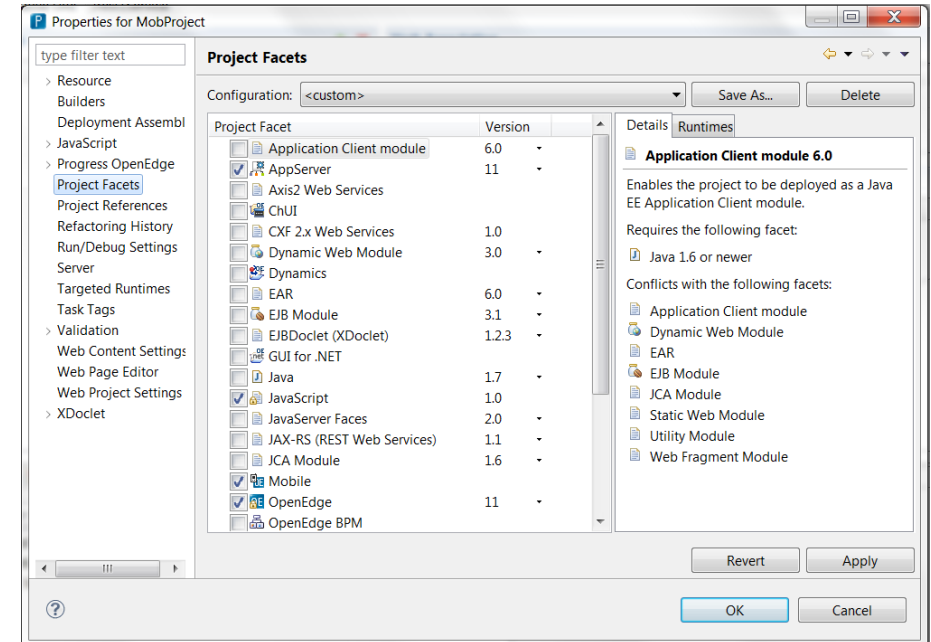 Properties for MobProject
type filter text
Resource
Builders
Deployment Assembl
JavaScript
Progress OpenEdge
Project Facets
Project References
Refactoring History
Run/Debug Settings
Server
Targeted Runtimes
Task Tags
Validation
Web Content Settings
Web Page Editor
Web Project Settings
XDoclet
Project Facets
Configuration: <custom> Save As... Delete
Project Facet Version
Application Client module 6.0
AppServer 11
Axis2 Web Services
ChUI
CXF 2.x Web Services 1.0
Dynamic Web Module 3.0
Dynamics
EAR 6.0
EJB Module 3.1
EJBDoclet (XDoclet) 1.2.3
GUI for .NET
Java 1.7
JavaScript 1.0
JavaServer Faces 2.0
JAX-RS (REST Web Services) 1.1
JCA Module 1.6
Mobile
OpenEdge 11
OpenEdge BPM
Details Runtimes
Application Client module 6.0
Enables the project to be deployed as a Java
EE Application Client module.
Requires the following facet:
Java 1.6 or newer
Conflicts with the following facets:
Application Client module
Dynamic Web Module
EAR
EJB Module
JCA Module
Static Web Module
Utility Module
Web Fragment Module
Revert Apply
OK Cancel